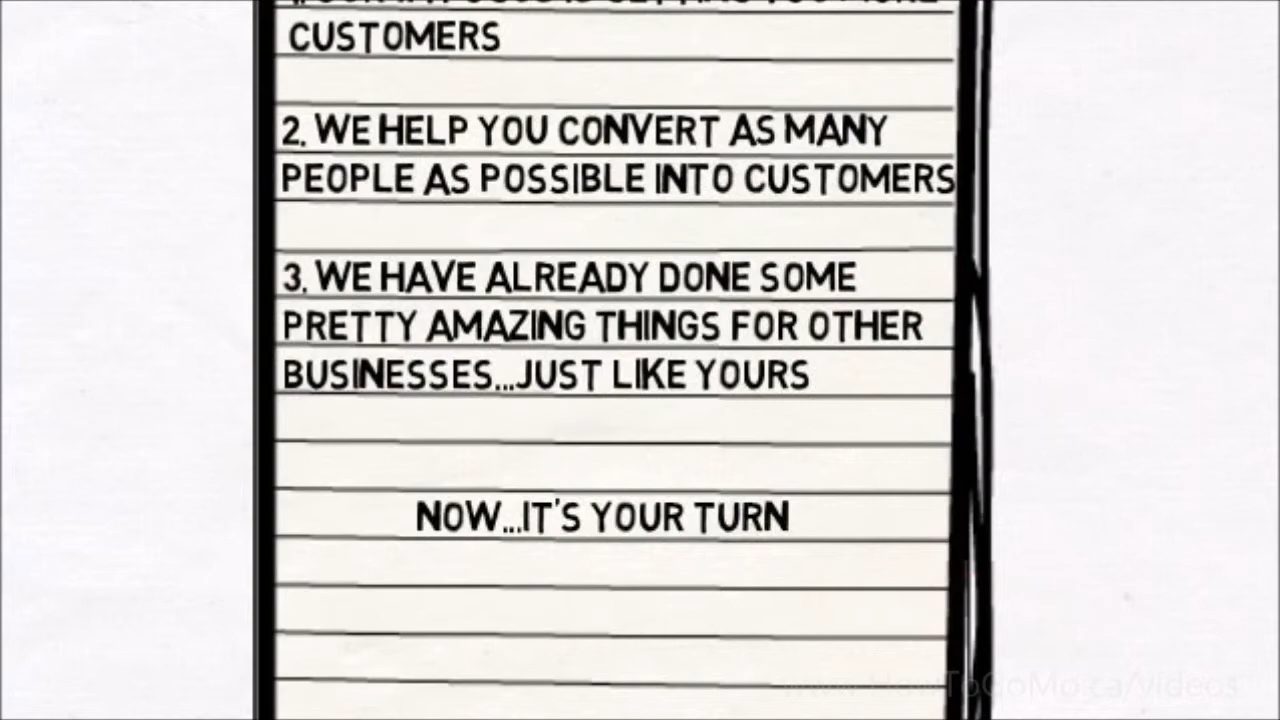 CUSTOMERS
2. WE HELP YOU CONVERT AS MANY
PEOPLE AS POSSIBLE INTO CUSTOMERS
3. WE HAVE ALREADY DONE SOME
PRETTY AMAZING THINGS FOR OTHER
BUSINESSES...JUST LIKE YOURS
NOW...IT'S YOUR TURN